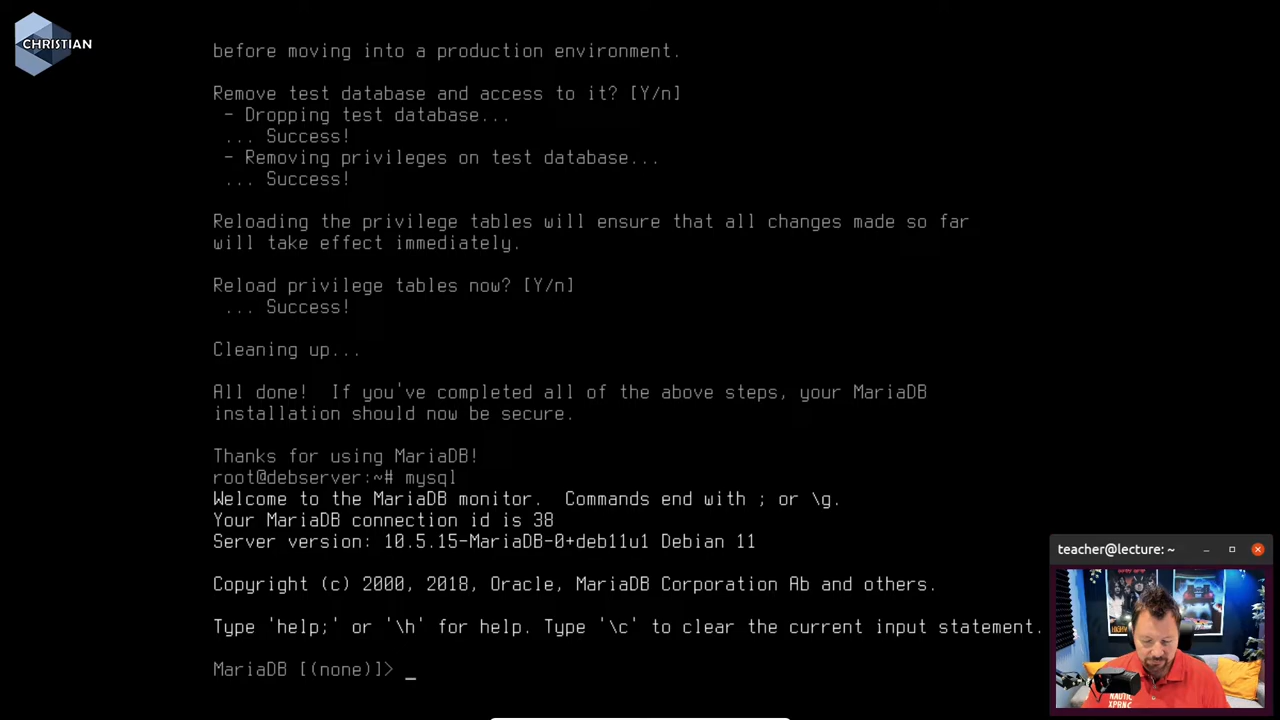 CHRISTIAN
before moving into a production environment.
Remove test database and access to it? [Y/n]
- Dropping test database...
... Success!
- Removing privileges on test database...
... Success!
Reloading the privilege tables will ensure that all changes made so far
will take effect immediately.
Reload privilege tables now? [Y/n]
... Success!
Cleaning up...
All done!  If you've completed all of the above steps, your MariaDB
installation should now be secure.
Thanks for using MariaDB!
root@debserver:~# mysql
Welcome to the MariaDB monitor.  Commands end with ; or \g.
Your MariaDB connection id is 38
Server version: 10.5.15-MariaDB-0+deb11u1 Debian 11
Copyright (c) 2000, 2018, Oracle, MariaDB Corporation Ab and others.
Type 'help;' or '\h' for help. Type '\c' to clear the current input statement.
MariaDB [(none)]> _
teacher@lecture: ~
NAUTIC
XPRNC